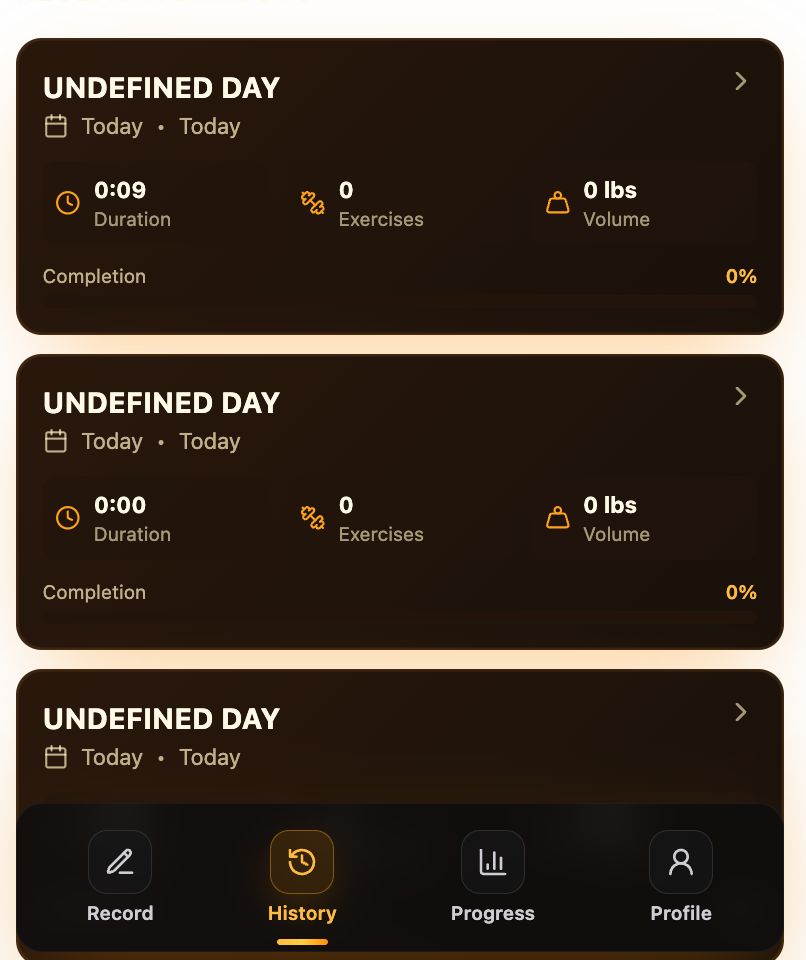 UNDEFINED DAY
Today • Today
0:09
Duration
0
Exercises
0 lbs
Volume
Completion
0%
UNDEFINED DAY
Today • Today
0:00
Duration
0
Exercises
0 lbs
Volume
Completion
0%
UNDEFINED DAY
Today • Today
Record
History
Progress
Profile